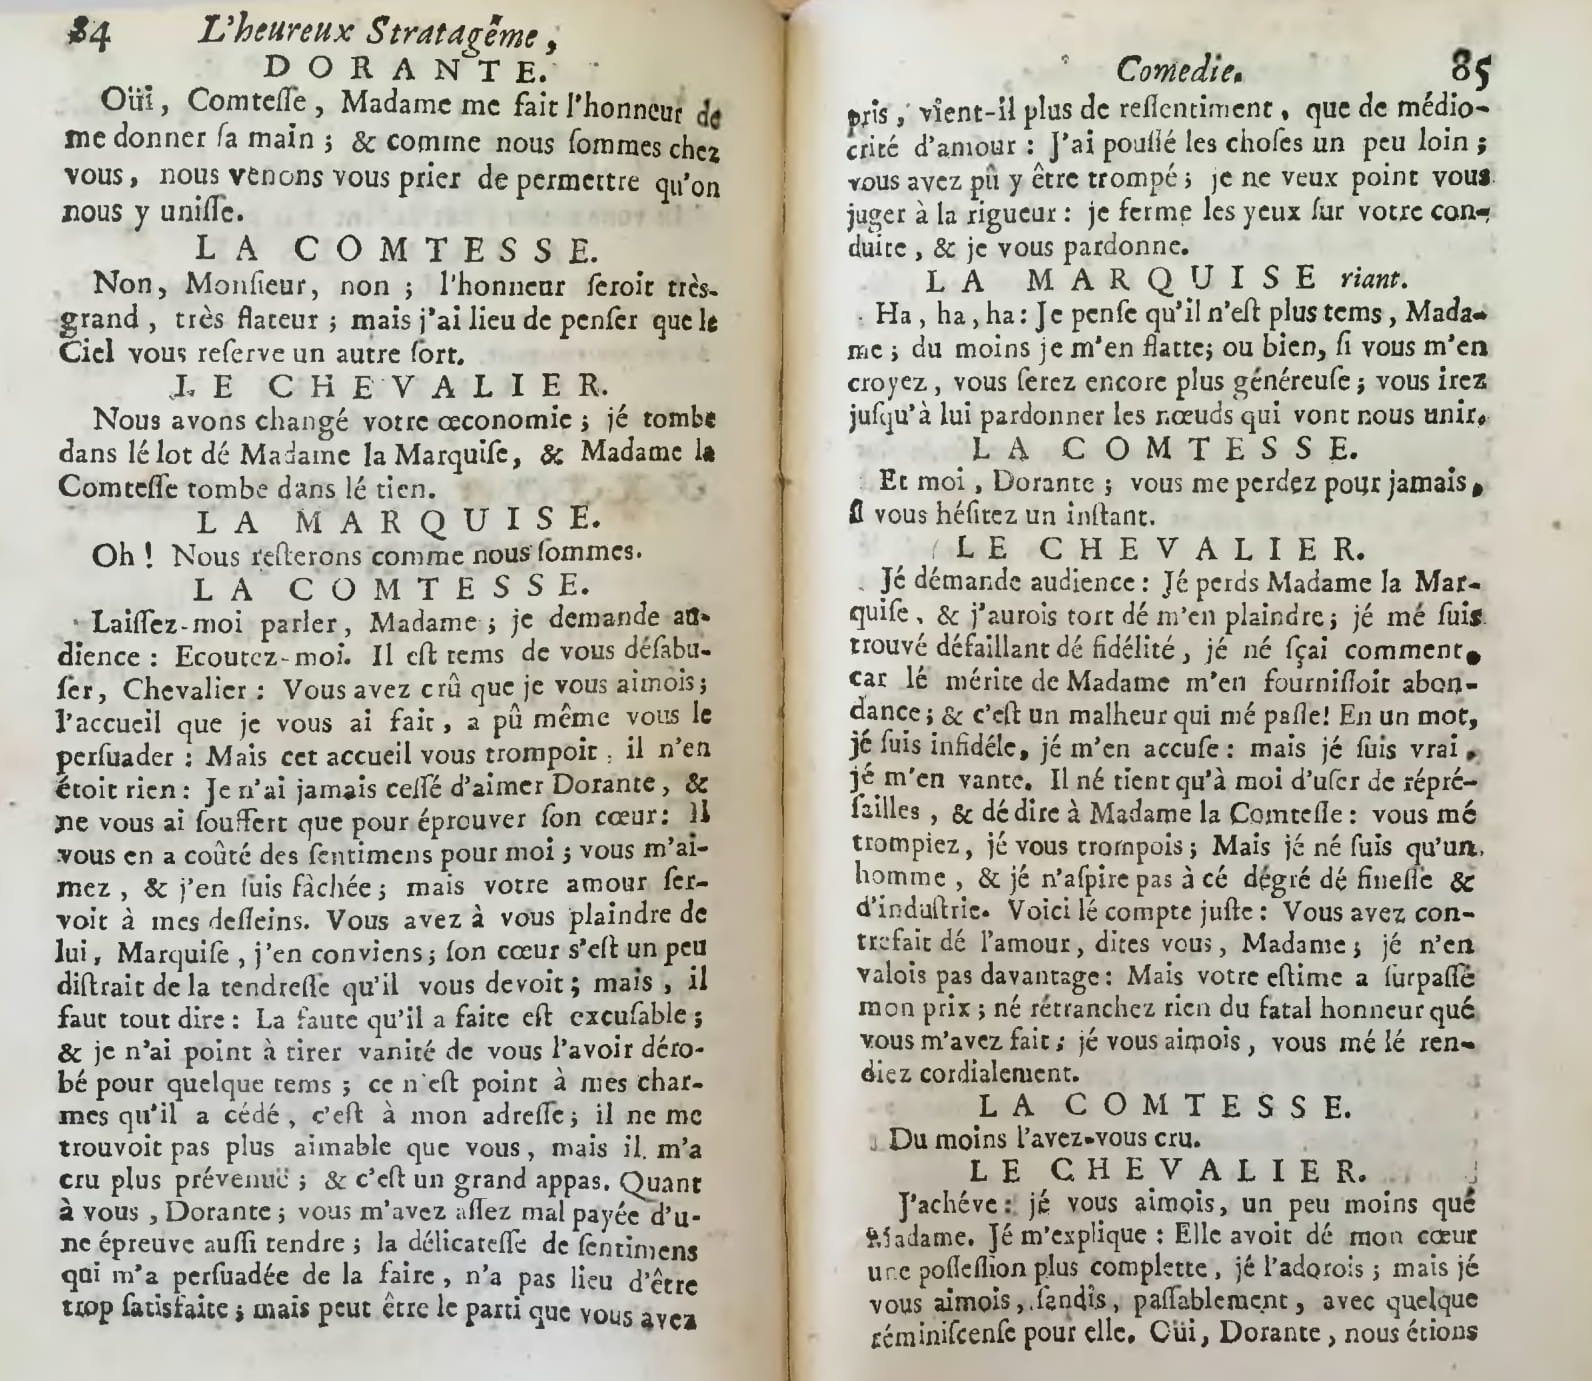 84 L'heureux Stratagême,
DORANTE.
Oüi, Comteſſe, Madame me fait l'honneur de
me donner ſa main ; & comme nous ſommes chez
vous, nous venons vous prier de permettre qu'on
nous y uniſſe.
LA COMTESSE.
Non, Monſieur, non ; l'honneur ſeroit très-
grand, très flateur ; mais j'ai lieu de penſer que le
Ciel vous reſerve un autre ſort.
LE CHEVALIER.
Nous avons changé votre œconomie ; jé tombe
dans lé lot dé Madame la Marquiſe, & Madame la
Comteſſe tombe dans lé tien.
LA MARQUISE.
Oh ! Nous reſterons comme nous ſommes.
LA COMTESSE.
Laiſſez-moi parler, Madame ; je demande au-
dience : Ecoutez-moi. Il eſt tems de vous déſabu-
ſer, Chevalier : Vous avez crû que je vous aimois ;
l'accueil que je vous ai fait, a pû même vous le
perſuader : Mais cet accueil vous trompoit, il n'en
étoit rien : Je n'ai jamais ceſſé d'aimer Dorante, &
ne vous ai ſouffert que pour éprouver ſon cœur : Il
vous en a coûté des ſentimens pour moi ; vous m'ai-
mez, & j'en ſuis fâchée ; mais votre amour ſer-
voit à mes deſſeins. Vous avez à vous plaindre de
lui, Marquiſe, j'en conviens ; ſon cœur s'eſt un peu
diſtrait de la tendreſſe qu'il vous devoit ; mais, il
faut tout dire : La faute qu'il a faite eſt excuſable ;
& je n'ai point à tirer vanité de vous l'avoir déro-
bé pour quelque tems ; ce n'eſt point à mes char-
mes qu'il a cédé, c'eſt à mon adreſſe ; il ne me
trouvoit pas plus aimable que vous, mais il m'a
cru plus prévenuë ; & c'eſt un grand appas. Quant
à vous, Dorante ; vous m'avez aſſez mal payée d'u-
ne épreuve auſſi tendre ; la délicateſſe de ſentimens
qui m'a perſuadée de la faire, n'a pas lieu d'être
trop ſatisfaite ; mais peut être le parti que vous avez
Comedie. 85
pris, vient-il plus de reſſentiment, que de médio-
crité d'amour : J'ai pouſſé les choſes un peu loin ;
vous avez pû y être trompé ; je ne veux point vous
juger à la rigueur : je ferme les yeux ſur votre con-
duite, & je vous pardonne.
LA MARQUISE riant.
Ha, ha, ha : Je penſe qu'il n'eſt plus tems, Mada-
me ; du moins je m'en flatte ; ou bien, ſi vous m'en
croyez, vous ſerez encore plus généreuſe ; vous irez
juſqu'à lui pardonner les nœuds qui vont nous unir.
LA COMTESSE.
Et moi, Dorante ; vous me perdez pour jamais,
ſi vous héſitez un inſtant.
LE CHEVALIER.
Jé démande audience : Jé perds Madame la Mar-
quiſe, & j'aurois tort dé m'en plaindre ; jé mé ſuis
trouvé défaillant dé fidélité, jé né ſçai comment,
car lé mérite de Madame m'en fourniſſoit abon-
dance ; & c'eſt un malheur qui mé paſſe ! En un mot,
jé ſuis infidéle, jé m'en accuſe : mais jé ſuis vrai,
jé m'en vante. Il né tient qu'à moi d'uſer de répré-
ſailles, & dé dire à Madame la Comteſſe : vous mé
trompiez, jé vous trompois ; Mais jé né ſuis qu'un
homme, & jé n'aſpire pas à cé dégré dé fineſſe &
d'induſtrie. Voici lé compte juſte : Vous avez con-
trefait dé l'amour, dites vous, Madame ; jé n'en
valois pas davantage : Mais votre eſtime a ſurpaſſé
mon prix ; né rétranchez rien du fatal honneur qué
vous m'avez fait ; jé vous aimois, vous mé lé ren-
diez cordialement.
LA COMTESSE.
Du moins l'avez-vous cru.
LE CHEVALIER.
J'achéve : jé vous aimois, un peu moins qué
Madame. Jé m'explique : Elle avoit dé mon cœur
une poſſeſſion plus complette, jé l'adorois ; mais jé
vous aimois, ſandis, paſſablement, avec quelque
réminiſcenſe pour elle. Oüi, Dorante, nous étions